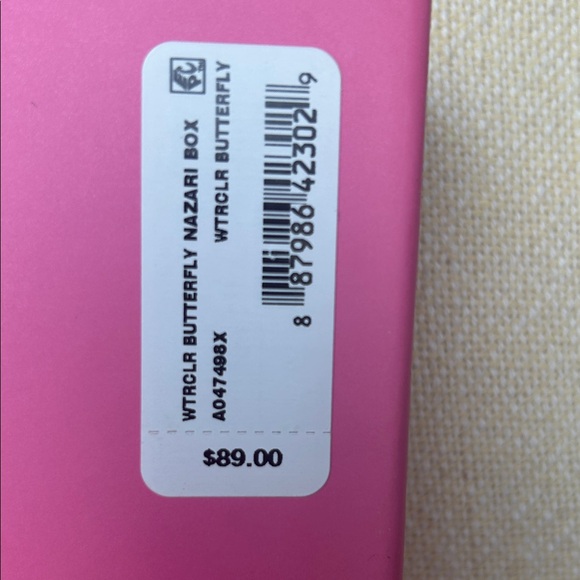 WTRCLR BUTTERFLY NAZARI BOX
A047498X WTRCLR BUTTERFLY
8 87986 42302 9
$89.00